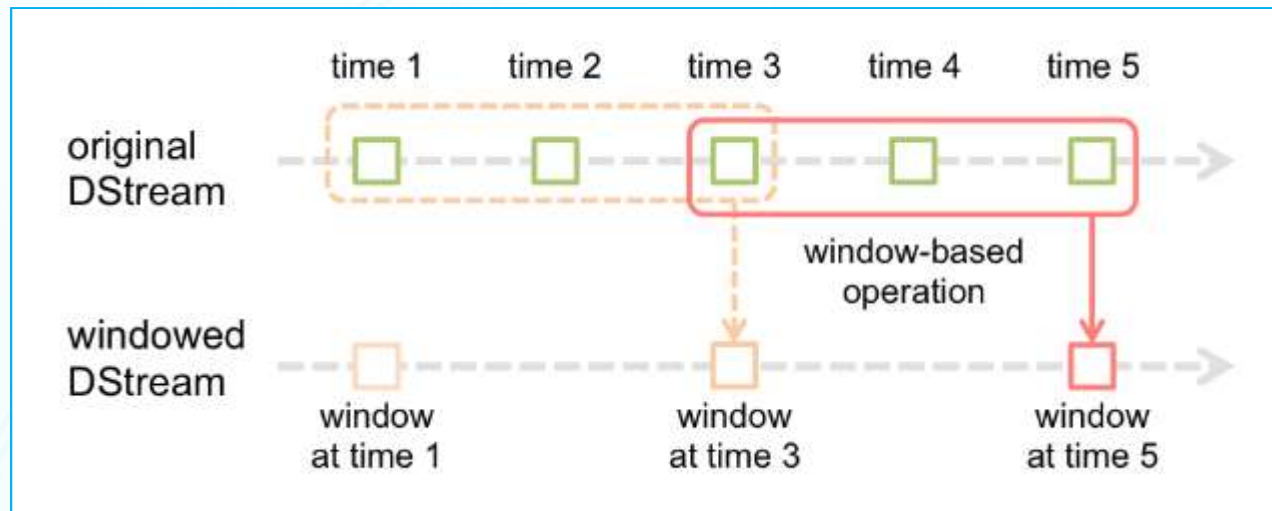 time 1 time 2 time 3 time 4 time 5
original
DStream
window-based
operation
windowed
DStream
window
at time 1
window
at time 3
window
at time 5